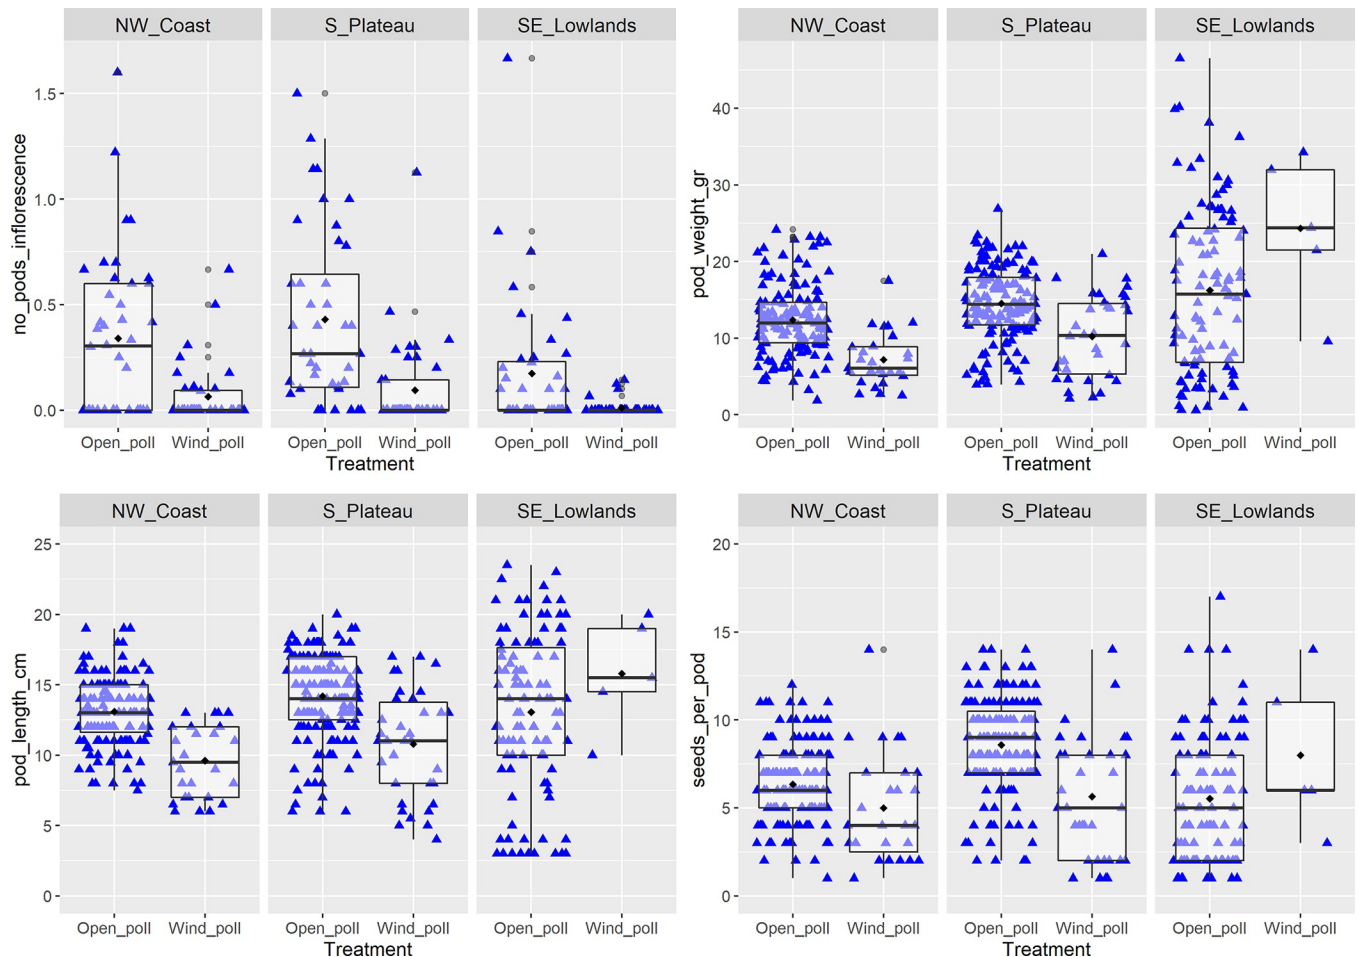 NW_Coast S_Plateau SE_Lowlands
no_pods_inflorescence
1.5
1.0
0.5
0.0
Open_poll Wind_poll Open_poll Wind_poll Open_poll Wind_poll
Treatment
NW_Coast S_Plateau SE_Lowlands
pod_weight_gr
40
30
20
10
0
Open_poll Wind_poll Open_poll Wind_poll Open_poll Wind_poll
Treatment
NW_Coast S_Plateau SE_Lowlands
pod_length_cm
25
20
15
10
5
0
Open_poll Wind_poll Open_poll Wind_poll Open_poll Wind_poll
Treatment
NW_Coast S_Plateau SE_Lowlands
seeds_per_pod
20
15
10
5
0
Open_poll Wind_poll Open_poll Wind_poll Open_poll Wind_poll
Treatment